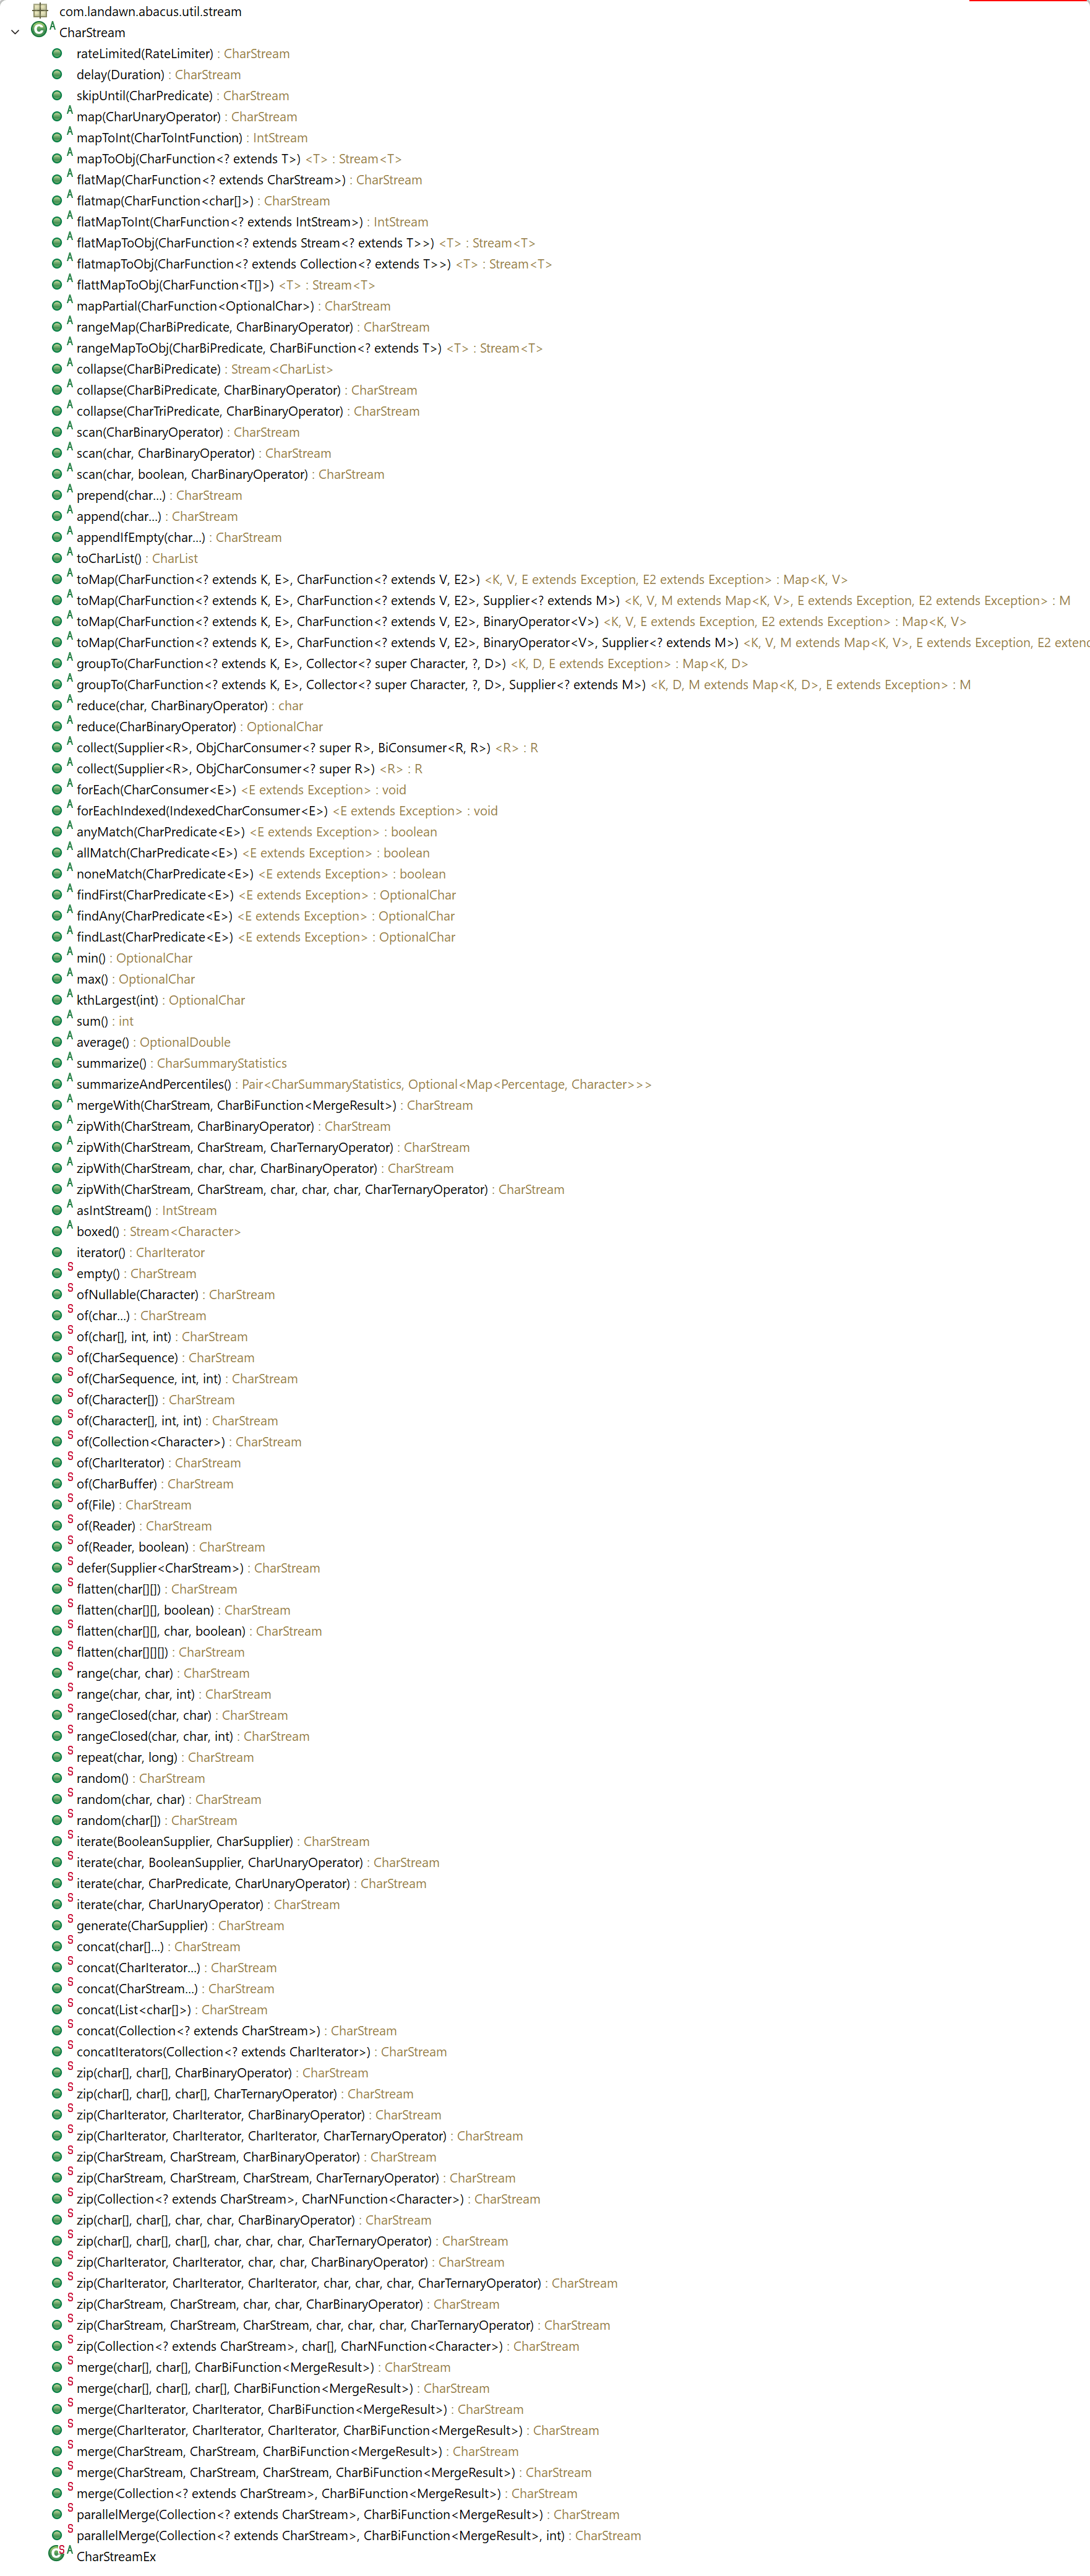 com.landawn.abacus.util.stream
CharStream
rateLimited(RateLimiter) : CharStream
delay(Duration) : CharStream
skipUntil(CharPredicate) : CharStream
map(CharUnaryOperator) : CharStream
mapToInt(CharToIntFunction) : IntStream
mapToObj(CharFunction<? extends T>) <T> : Stream<T>
flatMap(CharFunction<? extends CharStream>) : CharStream
flatmap(CharFunction<char[]>) : CharStream
flatMapToInt(CharFunction<? extends IntStream>) : IntStream
flatMapToObj(CharFunction<? extends Stream<? extends T>>) <T> : Stream<T>
flatmapToObj(CharFunction<? extends Collection<? extends T>>) <T> : Stream<T>
flattMapToObj(CharFunction<T[]>) <T> : Stream<T>
mapPartial(CharFunction<OptionalChar>) : CharStream
rangeMap(CharBiPredicate, CharBinaryOperator) : CharStream
rangeMapToObj(CharBiPredicate, CharBiFunction<? extends T>) <T> : Stream<T>
collapse(CharBiPredicate) : Stream<CharList>
collapse(CharBiPredicate, CharBinaryOperator) : CharStream
collapse(CharTriPredicate, CharBinaryOperator) : CharStream
scan(CharBinaryOperator) : CharStream
scan(char, CharBinaryOperator) : CharStream
scan(char, boolean, CharBinaryOperator) : CharStream
prepend(char...) : CharStream
append(char...) : CharStream
appendIfEmpty(char...) : CharStream
toCharList() : CharList
toMap(CharFunction<? extends K, E>, CharFunction<? extends V, E2>) <K, V, E extends Exception, E2 extends Exception> : Map<K, V>
toMap(CharFunction<? extends K, E>, CharFunction<? extends V, E2>, Supplier<? extends M>) <K, V, M extends Map<K, V>, E extends Exception, E2 extends Exception> : M
toMap(CharFunction<? extends K, E>, CharFunction<? extends V, E2>, BinaryOperator<V>) <K, V, E extends Exception, E2 extends Exception> : Map<K, V>
toMap(CharFunction<? extends K, E>, CharFunction<? extends V, E2>, BinaryOperator<V>, Supplier<? extends M>) <K, V, M extends Map<K, V>, E extends Exception, E2 exten
groupTo(CharFunction<? extends K, E>, Collector<? super Character, ?, D>) <K, D, E extends Exception> : Map<K, D>
groupTo(CharFunction<? extends K, E>, Collector<? super Character, ?, D>, Supplier<? extends M>) <K, D, M extends Map<K, D>, E extends Exception> : M
reduce(char, CharBinaryOperator) : char
reduce(CharBinaryOperator) : OptionalChar
collect(Supplier<R>, ObjCharConsumer<? super R>, BiConsumer<R, R>) <R> : R
collect(Supplier<R>, ObjCharConsumer<? super R>) <R> : R
forEach(CharConsumer<E>) <E extends Exception> : void
forEachIndexed(IndexedCharConsumer<E>) <E extends Exception> : void
anyMatch(CharPredicate<E>) <E extends Exception> : boolean
allMatch(CharPredicate<E>) <E extends Exception> : boolean
noneMatch(CharPredicate<E>) <E extends Exception> : boolean
findFirst(CharPredicate<E>) <E extends Exception> : OptionalChar
findAny(CharPredicate<E>) <E extends Exception> : OptionalChar
findLast(CharPredicate<E>) <E extends Exception> : OptionalChar
min() : OptionalChar
max() : OptionalChar
kthLargest(int) : OptionalChar
sum() : int
average() : OptionalDouble
summarize() : CharSummaryStatistics
summarizeAndPercentiles() : Pair<CharSummaryStatistics, Optional<Map<Percentage, Character>>>
mergeWith(CharStream, CharBiFunction<MergeResult>) : CharStream
zipWith(CharStream, CharBinaryOperator) : CharStream
zipWith(CharStream, CharStream, CharTernaryOperator) : CharStream
zipWith(CharStream, char, char, CharBinaryOperator) : CharStream
zipWith(CharStream, CharStream, char, char, char, CharTernaryOperator) : CharStream
asIntStream() : IntStream
boxed() : Stream<Character>
iterator() : CharIterator
empty() : CharStream
ofNullable(Character) : CharStream
of(char...) : CharStream
of(char[], int, int) : CharStream
of(CharSequence) : CharStream
of(CharSequence, int, int) : CharStream
of(Character[]) : CharStream
of(Character[], int, int) : CharStream
of(Collection<Character>) : CharStream
of(CharIterator) : CharStream
of(CharBuffer) : CharStream
of(File) : CharStream
of(Reader) : CharStream
of(Reader, boolean) : CharStream
defer(Supplier<CharStream>) : CharStream
flatten(char[][]) : CharStream
flatten(char[][], boolean) : CharStream
flatten(char[][], char, boolean) : CharStream
flatten(char[][][]) : CharStream
range(char, char) : CharStream
range(char, char, int) : CharStream
rangeClosed(char, char) : CharStream
rangeClosed(char, char, int) : CharStream
repeat(char, long) : CharStream
random() : CharStream
random(char, char) : CharStream
random(char[]) : CharStream
iterate(BooleanSupplier, CharSupplier) : CharStream
iterate(char, BooleanSupplier, CharUnaryOperator) : CharStream
iterate(char, CharPredicate, CharUnaryOperator) : CharStream
iterate(char, CharUnaryOperator) : CharStream
generate(CharSupplier) : CharStream
concat(char[]...) : CharStream
concat(CharIterator...) : CharStream
concat(CharStream...) : CharStream
concat(List<char[]>) : CharStream
concat(Collection<? extends CharStream>) : CharStream
concatIterators(Collection<? extends CharIterator>) : CharStream
zip(char[], char[], CharBinaryOperator) : CharStream
zip(char[], char[], char[], CharTernaryOperator) : CharStream
zip(CharIterator, CharIterator, CharBinaryOperator) : CharStream
zip(CharIterator, CharIterator, CharIterator, CharTernaryOperator) : CharStream
zip(CharStream, CharStream, CharBinaryOperator) : CharStream
zip(CharStream, CharStream, CharStream, CharTernaryOperator) : CharStream
zip(Collection<? extends CharStream>, CharNFunction<Character>) : CharStream
zip(char[], char[], char, char, CharBinaryOperator) : CharStream
zip(char[], char[], char[], char, char, char, CharTernaryOperator) : CharStream
zip(CharIterator, CharIterator, char, char, CharBinaryOperator) : CharStream
zip(CharIterator, CharIterator, CharIterator, char, char, char, CharTernaryOperator) : CharStream
zip(CharStream, CharStream, char, char, CharBinaryOperator) : CharStream
zip(CharStream, CharStream, CharStream, char, char, char, CharTernaryOperator) : CharStream
zip(Collection<? extends CharStream>, char[], CharNFunction<Character>) : CharStream
merge(char[], char[], CharBiFunction<MergeResult>) : CharStream
merge(char[], char[], char[], CharBiFunction<MergeResult>) : CharStream
merge(CharIterator, CharIterator, CharBiFunction<MergeResult>) : CharStream
merge(CharIterator, CharIterator, CharIterator, CharBiFunction<MergeResult>) : CharStream
merge(CharStream, CharStream, CharBiFunction<MergeResult>) : CharStream
merge(CharStream, CharStream, CharStream, CharBiFunction<MergeResult>) : CharStream
merge(Collection<? extends CharStream>, CharBiFunction<MergeResult>) : CharStream
parallelMerge(Collection<? extends CharStream>, CharBiFunction<MergeResult>) : CharStream
parallelMerge(Collection<? extends CharStream>, CharBiFunction<MergeResult>, int) : CharStream
CharStreamEx